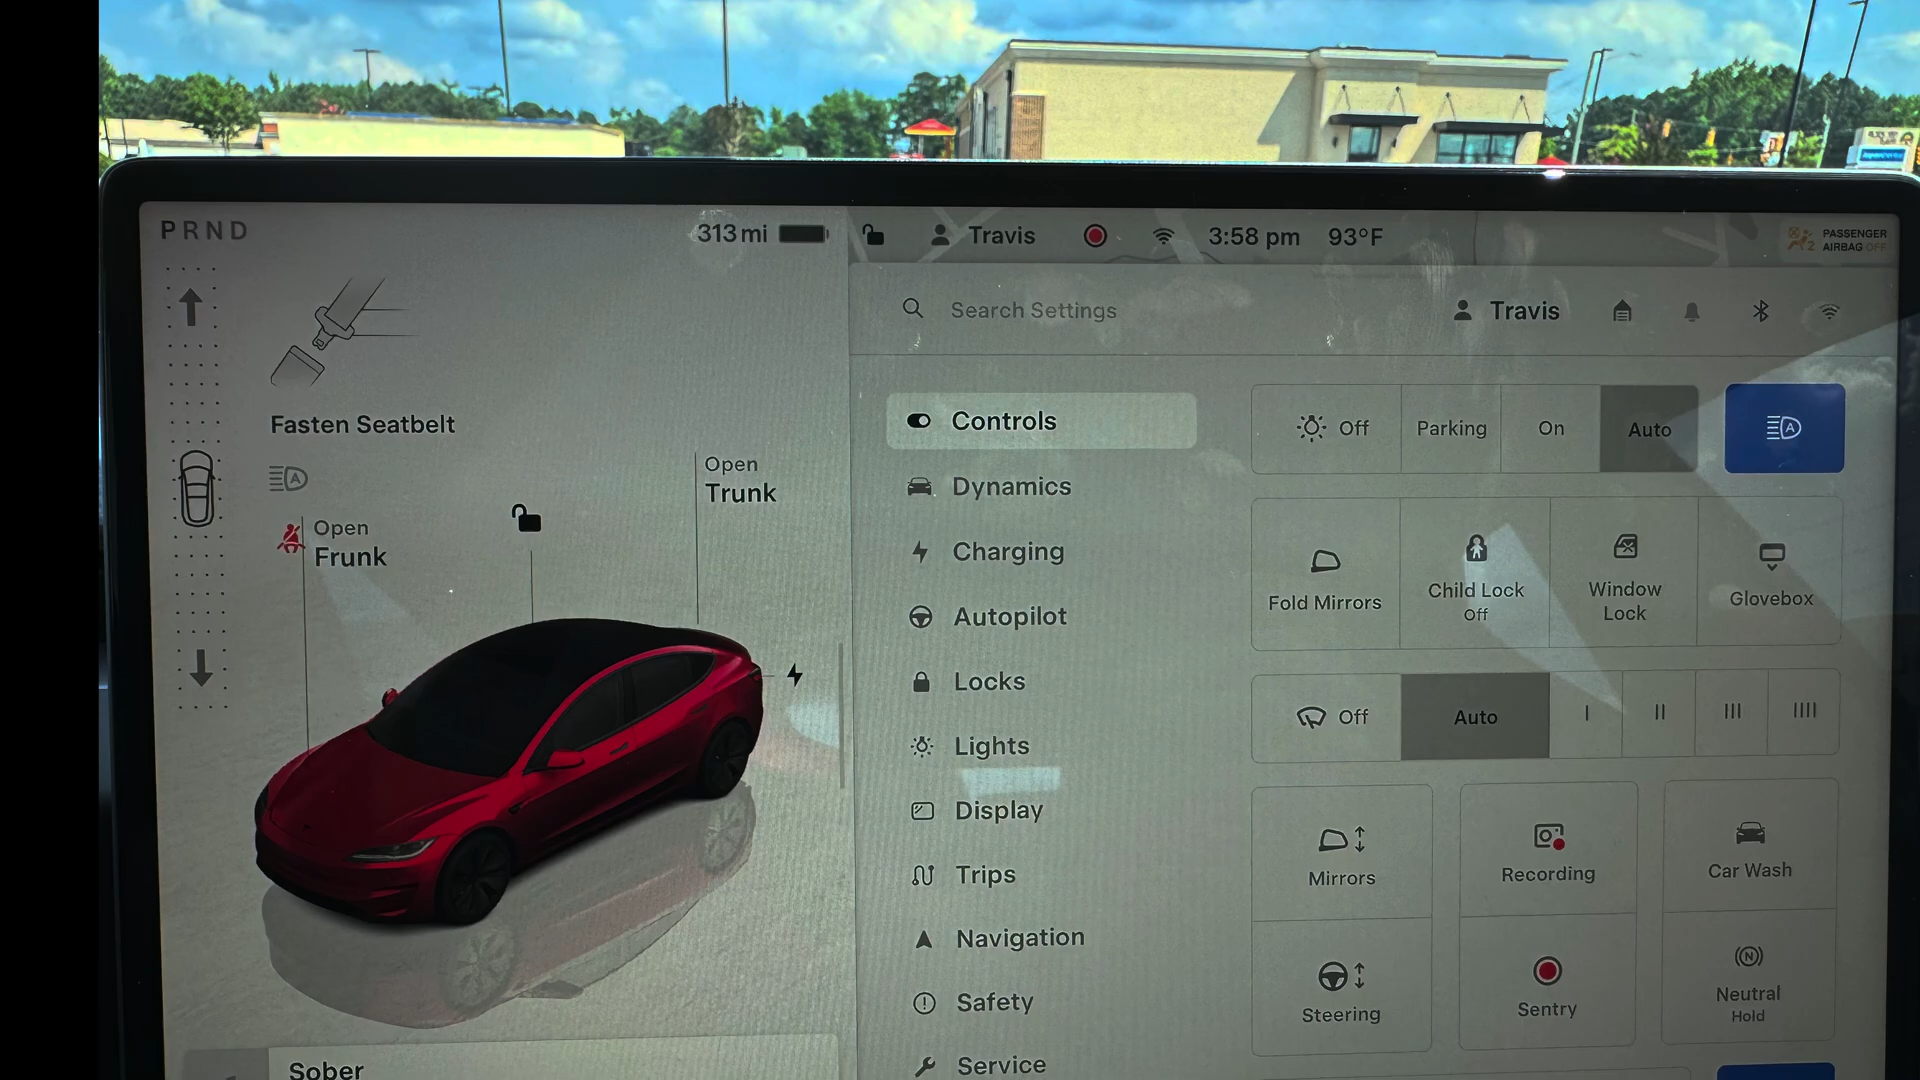 PRND
313 mi
Travis
3:58 pm
93°F
PASSENGER
AIRBAG OFF
Fasten Seatbelt
Open
Trunk
Open
Frunk
Sober
Search Settings
Travis
Controls
Dynamics
Charging
Autopilot
Locks
Lights
Display
Trips
Navigation
Safety
Service
Off
Parking
On
Auto
A
Fold Mirrors
Child Lock
Off
Window
Lock
Glovebox
Off
Auto
I
II
III
IIII
Mirrors
Recording
Car Wash
Steering
Sentry
Neutral
Hold